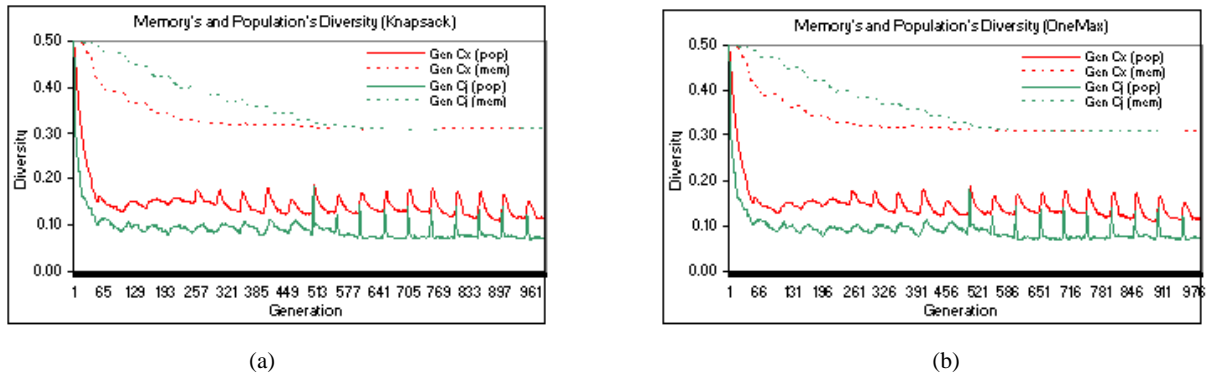 Memory's and Population's Diversity (Knapsack)
0.50
0.40
0.30
0.20
0.10
0.00
Diversity
Gen Cx (pop)
Gen Cx (mem)
Gen Cj (pop)
Gen Cj (mem)
1 65 129 193 257 321 385 449 513 577 641 705 769 833 897 961
Generation
(a)
Memory's and Population's Diversity (OneMax)
0.50
0.40
0.30
0.20
0.10
0.00
Diversity
Gen Cx (pop)
Gen Cx (mem)
Gen Cj (pop)
Gen Cj (mem)
1 66 131 196 261 326 391 456 521 586 651 716 781 846 911 976
Generation
(b)